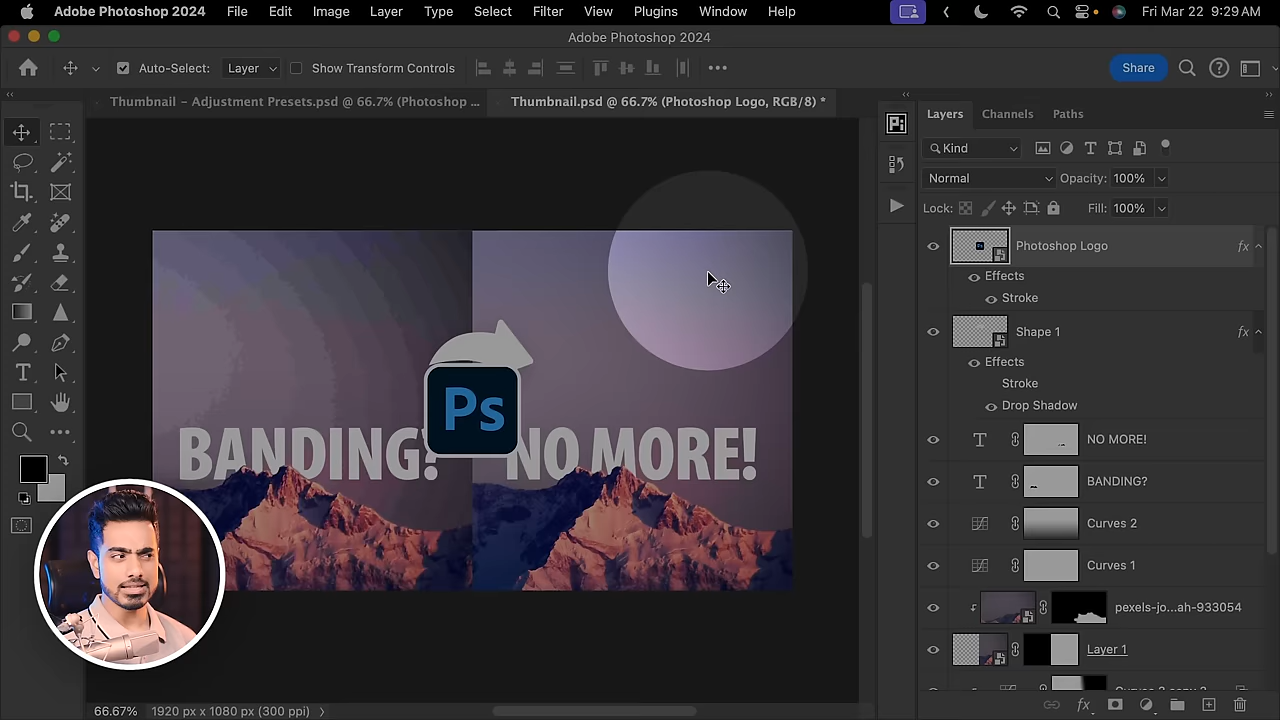 Adobe Photoshop 2024 File Edit Image Layer Type Select Filter View Plugins Window Help Fri Mar 22 9:29 AM
Adobe Photoshop 2024
Auto-Select: Layer Show Transform Controls Share
Thumbnail – Adjustment Presets.psd @ 66.7% (Photoshop ... Thumbnail.psd @ 66.7% (Photoshop Logo, RGB/8) *
Layers Channels Paths
Kind
Normal Opacity: 100%
Lock: Fill: 100%
Photoshop Logo fx
Effects
Stroke
Shape 1 fx
Effects
Stroke
Drop Shadow
Ps
BANDING? NO MORE!
NO MORE!
BANDING?
Curves 2
Curves 1
pexels-jo...ah-933054
Layer 1
66.67% 1920 px x 1080 px (300 ppi)
fx